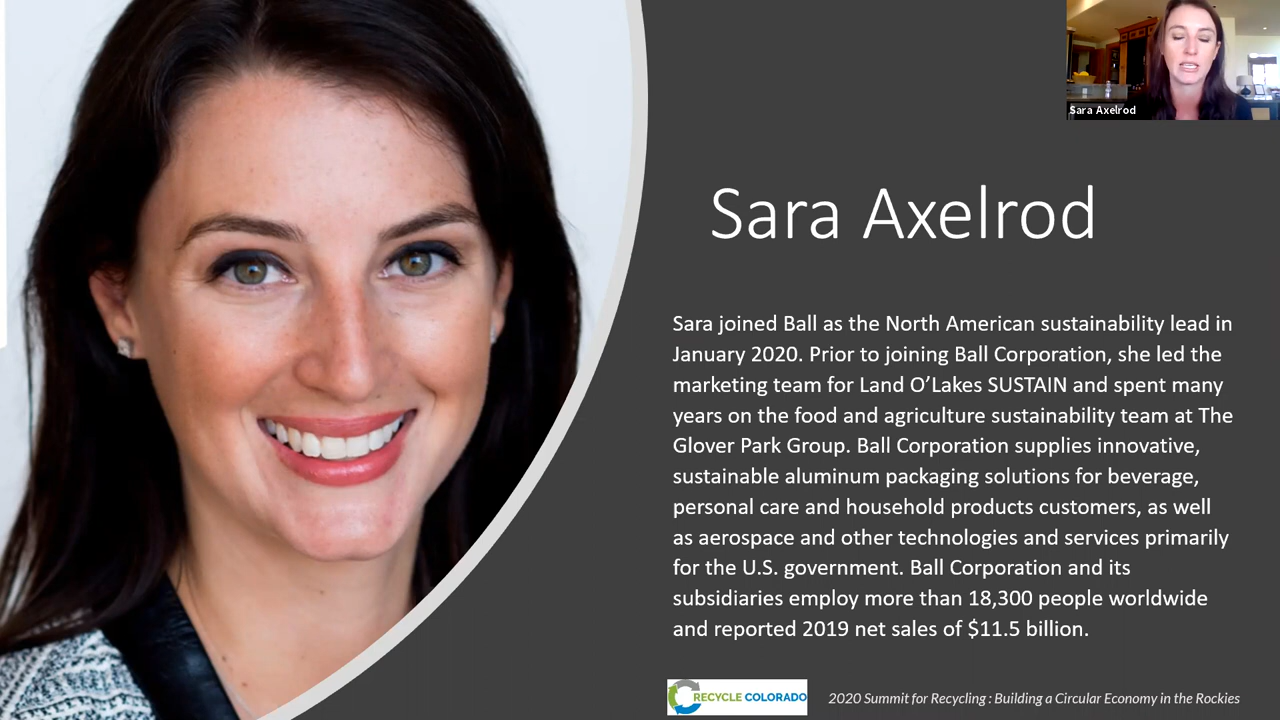 Sara Axelrod
Sara Axelrod
Sara joined Ball as the North American sustainability lead in
January 2020. Prior to joining Ball Corporation, she led the
marketing team for Land O’Lakes SUSTAIN and spent many
years on the food and agriculture sustainability team at The
Glover Park Group. Ball Corporation supplies innovative,
sustainable aluminum packaging solutions for beverage,
personal care and household products customers, as well
as aerospace and other technologies and services primarily
for the U.S. government. Ball Corporation and its
subsidiaries employ more than 18,300 people worldwide
and reported 2019 net sales of $11.5 billion.
RECYCLE COLORADO
2020 Summit for Recycling : Building a Circular Economy in the Rockies